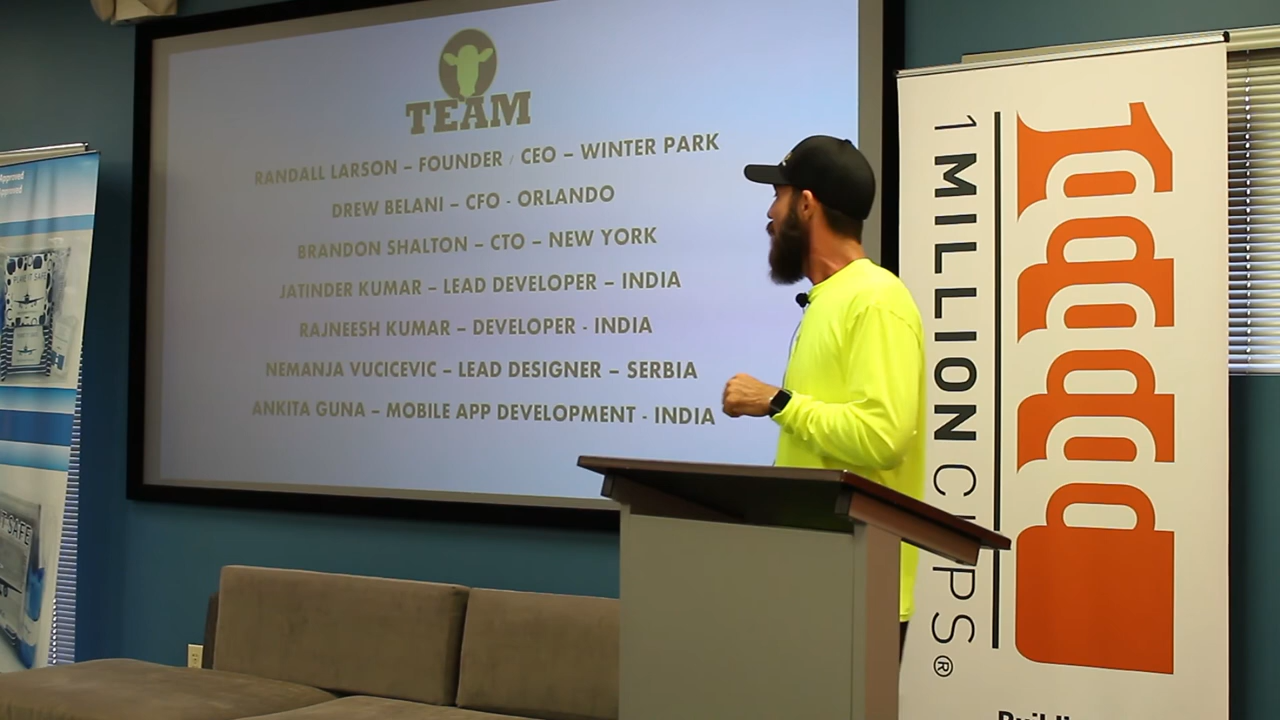 TEAM
RANDALL LARSON – FOUNDER / CEO – WINTER PARK
DREW BELANI – CFO - ORLANDO
BRANDON SHALTON – CTO – NEW YORK
JATINDER KUMAR – LEAD DEVELOPER – INDIA
RAJNEESH KUMAR – DEVELOPER - INDIA
NEMANJA VUCICEVIC – LEAD DESIGNER – SERBIA
ANKITA GUNA – MOBILE APP DEVELOPMENT - INDIA
1 MILLION CUPS®
Approved